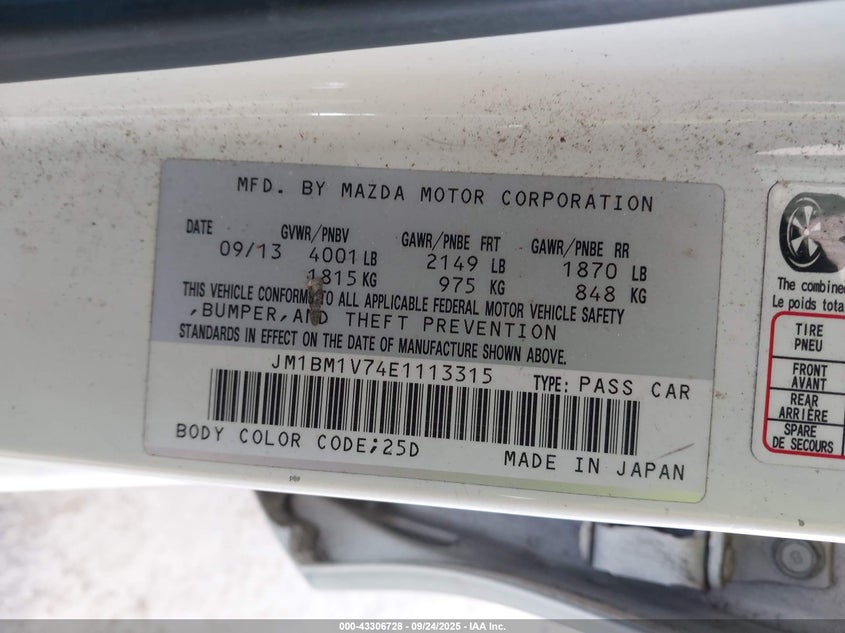 MFD. BY MAZDA MOTOR CORPORATION
DATE GVWR/PNBV GAWR/PNBE FRT GAWR/PNBE RR
09/13 4001 LB 2149 LB 1870 LB
1815 KG 975 KG 848 KG
THIS VEHICLE CONFORMS TO ALL APPLICABLE FEDERAL MOTOR VEHICLE SAFETY
,BUMPER,AND THEFT PREVENTION
STANDARDS IN EFFECT ON THE DATE OF MANUFACTURE SHOWN ABOVE.
JM1BM1V74E1113315 TYPE: PASS CAR
BODY COLOR CODE;25D
MADE IN JAPAN
The combined
Le poids tota
TIRE
PNEU
FRONT
AVANT
REAR
ARRIÈRE
SPARE
DE SECOURS
000-43306728 - 09/24/2025 - IAA Inc.